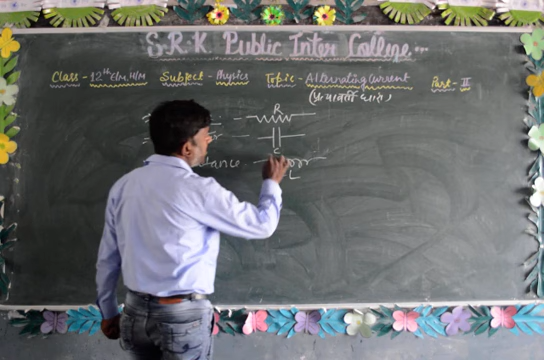 S.R.K. Public Inter College...
Class - 12th E/m, H/m Subject - Physics Topic - Alternating Current Part - II
(प्रत्यावर्ती धारा)
R
C
L